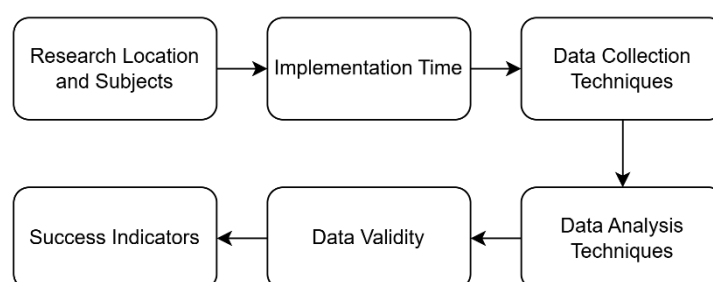 Research Location
and Subjects
Implementation Time
Data Collection
Techniques
Data Analysis
Techniques
Data Validity
Success Indicators